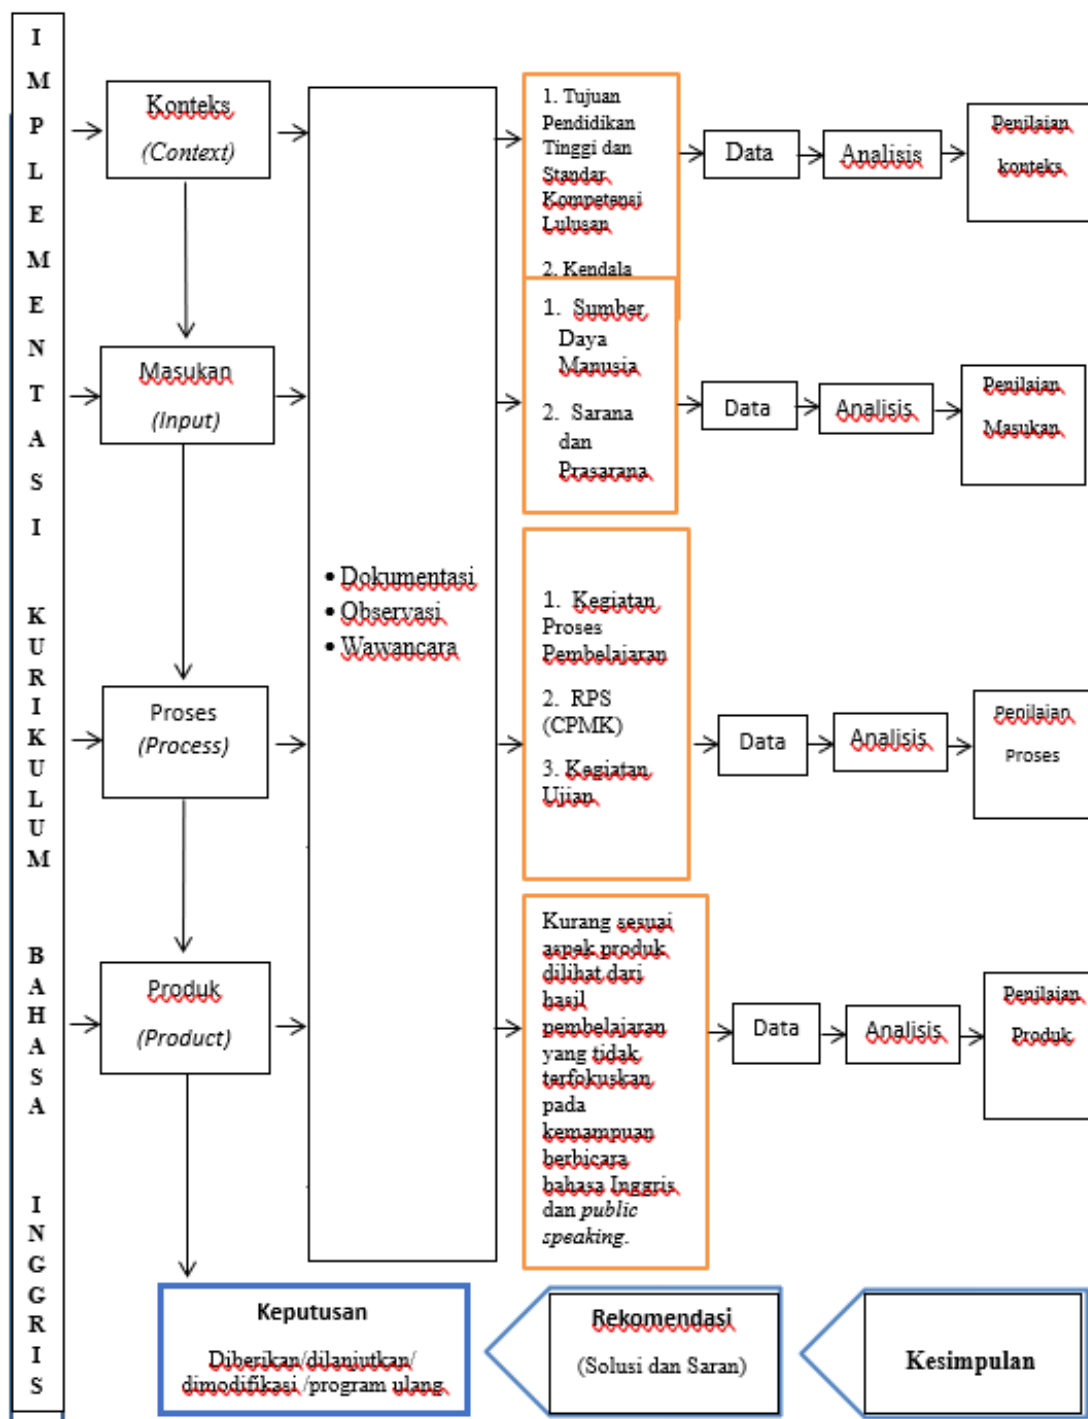 IMPLEMENTASI KURIKULUM BAHASA INGGRIS
Konteks
(Context)
1. Tujuan
Pendidikan
Tinggi dan
Standar
Kompetensi
Lulusan
2. Kendala
Data
Analisis
Penilaian
konteks
Masukan
(Input)
1. Sumber
Daya
Manusia
2. Sarana
dan
Prasarana
Data
Analisis
Penilaian
Masukan
• Dokumentasi
• Observasi
• Wawancara
Proses
(Process)
1. Kegiatan
Proses
Pembelajaran
2. RPS
(CPMK)
3. Kegiatan
Ujian
Data
Analisis
Penilaian
Proses
Produk
(Product)
Kurang sesuai
aspek produk
dilihat dari
hasil
pembelajaran
yang tidak
terfokuskan
pada
kemampuan
berbicara
bahasa Inggris
dan public
speaking.
Data
Analisis
Penilaian
Produk
Keputusan
Diberikan/dilanjutkan/
dimodifikasi /program ulang
Rekomendasi
(Solusi dan Saran)
Kesimpulan